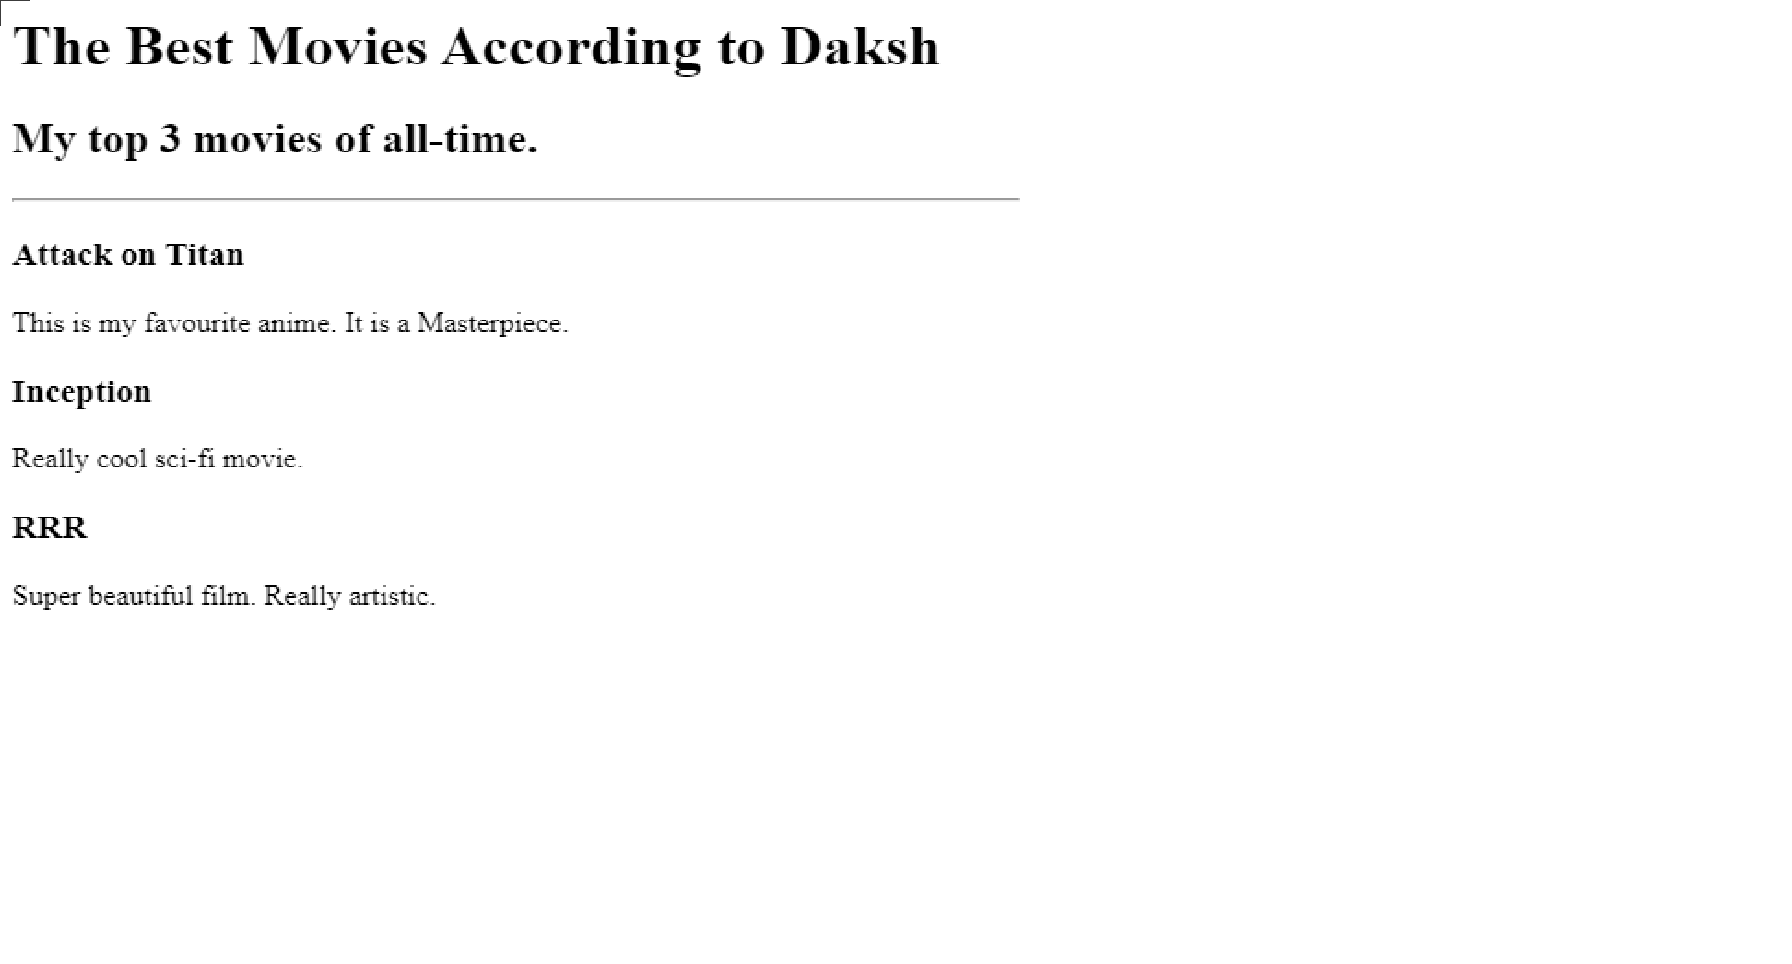 The Best Movies According to Daksh
My top 3 movies of all-time.
Attack on Titan
This is my favourite anime. It is a Masterpiece.
Inception
Really cool sci-fi movie.
RRR
Super beautiful film. Really artistic.